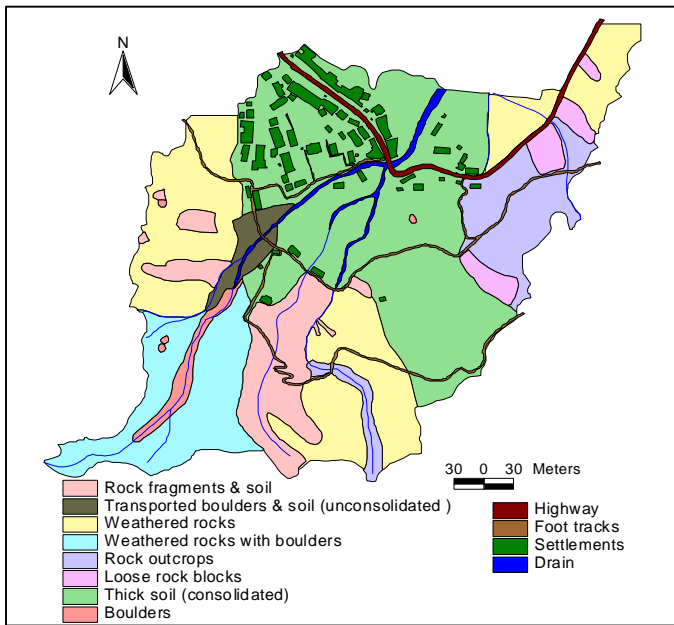 N
30 0 30 Meters
Rock fragments & soil
Transported boulders & soil (unconsolidated )
Weathered rocks
Weathered rocks with boulders
Rock outcrops
Loose rock blocks
Thick soil (consolidated)
Boulders
Highway
Foot tracks
Settlements
Drain